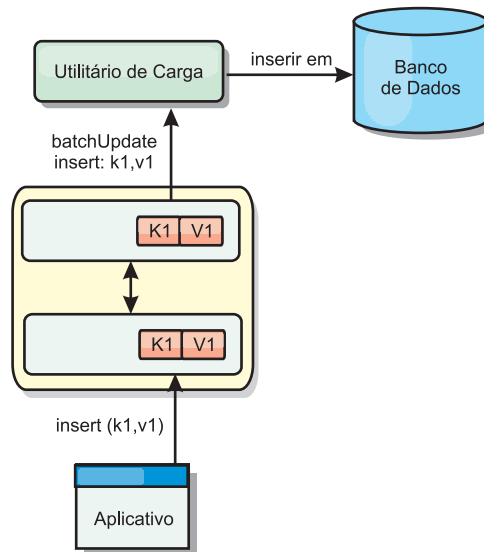 Utilitário de Carga
inserir em
Banco
de Dados
batchUpdate
insert: k1,v1
K1 V1
K1 V1
insert (k1,v1)
Aplicativo